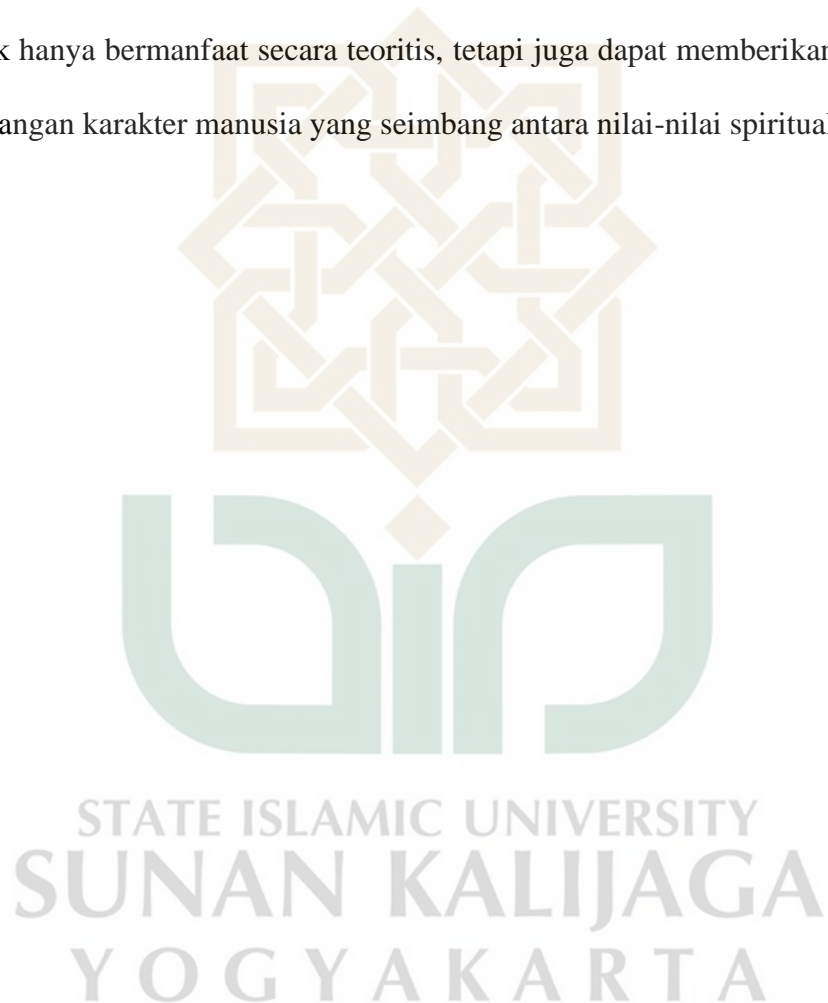 k hanya bermanfaat secara teoritis, tetapi juga dapat memberikan
angan karakter manusia yang seimbang antara nilai-nilai spiritual
STATE ISLAMIC UNIVERSITY
SUNAN KALIJAGA
YOGYAKARTA